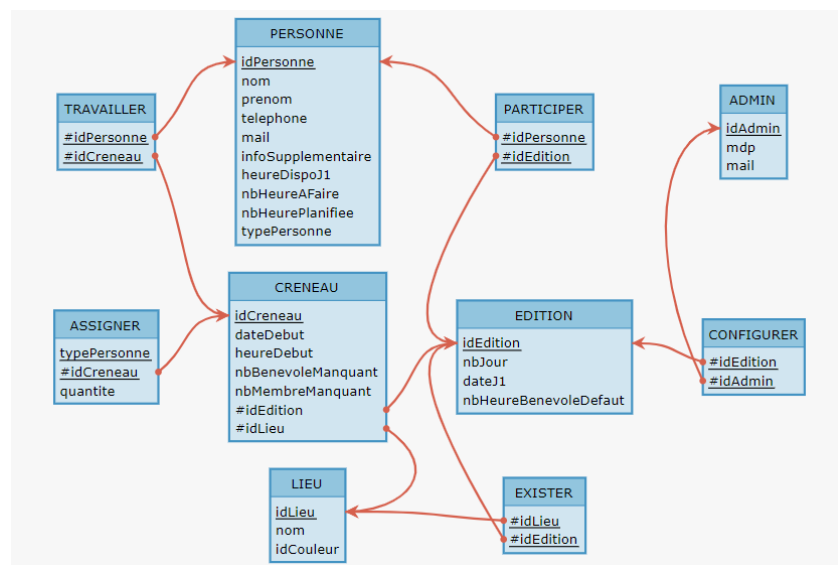 PERSONNE
idPersonne
nom
prenom
telephone
mail
infoSupplementaire
heureDispoJ1
nbHeureAFaire
nbHeurePlanifiee
typePersonne
TRAVAILLER
#idPersonne
#idCreneau
PARTICIPER
#idPersonne
#idEdition
ADMIN
idAdmin
mdp
mail
ASSIGNER
typePersonne
#idCreneau
quantite
CRENEAU
idCreneau
dateDebut
heureDebut
nbBenevoleManquant
nbMembreManquant
#idEdition
#idLieu
EDITION
idEdition
nbJour
dateJ1
nbHeureBenevoleDefaut
CONFIGURER
#idEdition
#idAdmin
LIEU
idLieu
nom
idCouleur
EXISTER
#idLieu
#idEdition